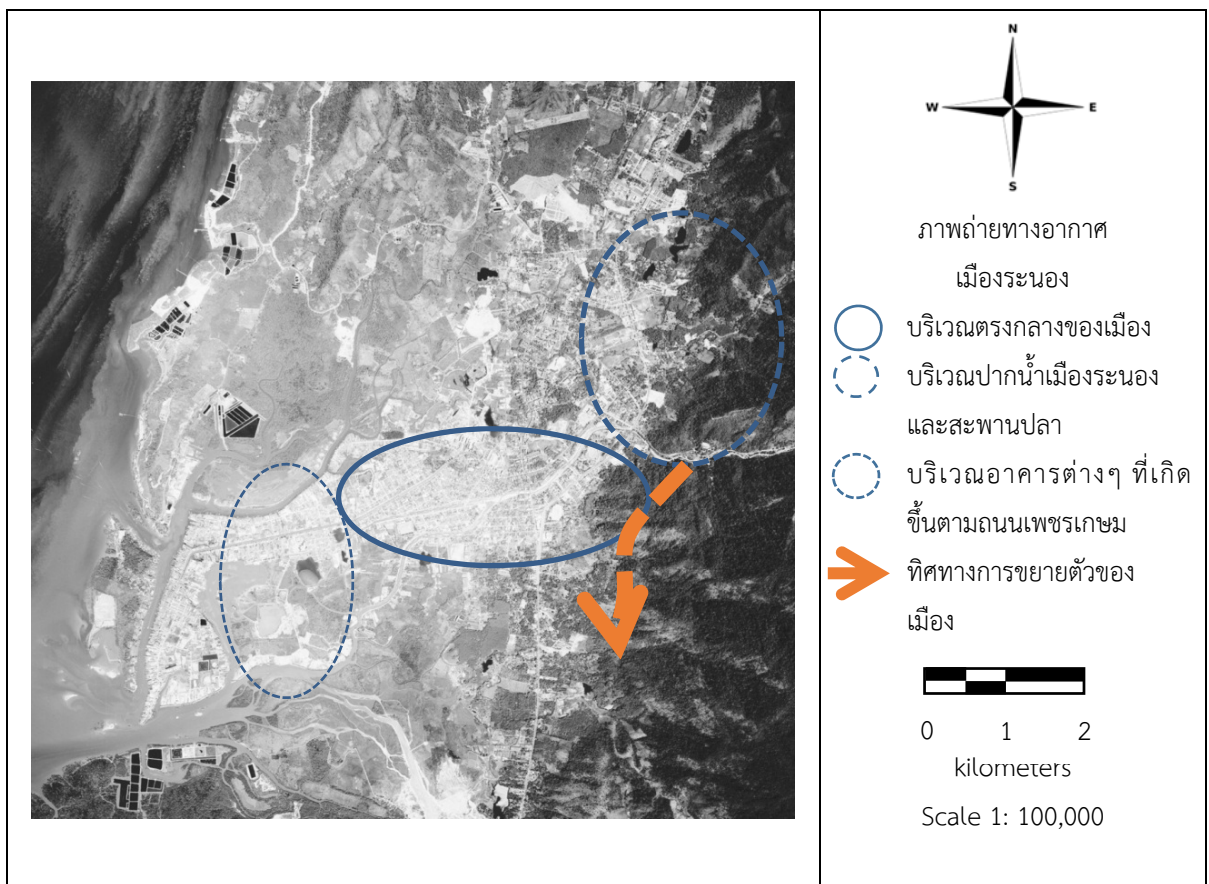 N
W E
S
ภาพถ่ายทางอากาศ
เมืองระนอง
บริเวณตรงกลางของเมือง
บริเวณปากน้ำเมืองระนอง
และสะพานปลา
บริเวณอาคารต่างๆ ที่เกิด
ขึ้นตามถนนเพชรเกษม
ทิศทางการขยายตัวของ
เมือง
0 1 2
kilometers
Scale 1: 100,000